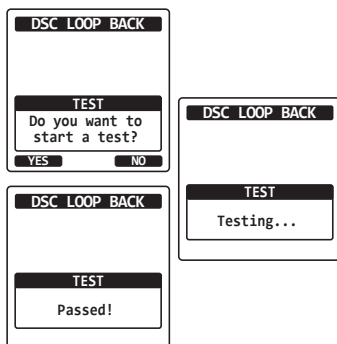 DSC LOOP BACK
TEST
Do you want to
start a test?
YES NO
DSC LOOP BACK
TEST
Testing...
DSC LOOP BACK
TEST
Passed!